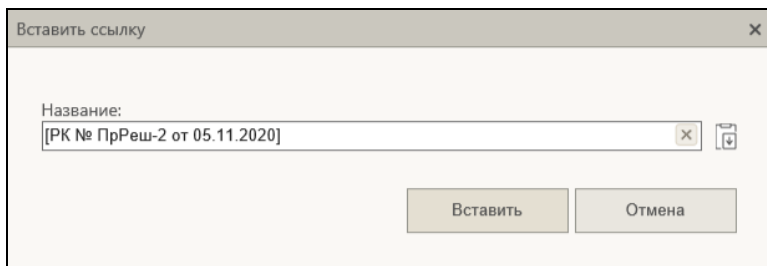 Вставить ссылку
Название:
[РК № ПрРеш-2 от 05.11.2020]
Вставить Отмена